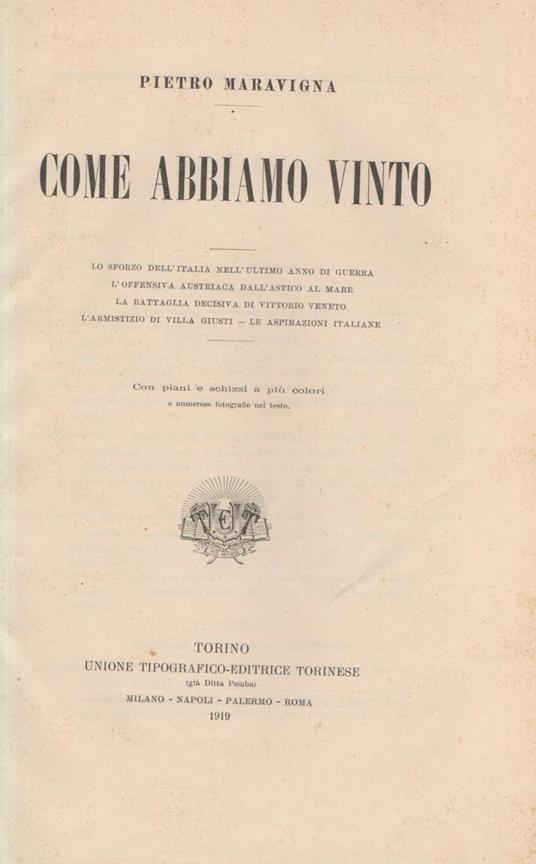 PIETRO MARAVIGNA
COME ABBIAMO VINTO
LO SFORZO DELL'ITALIA NELL'ULTIMO ANNO DI GUERRA
L'OFFENSIVA AUSTRIACA DALL'ASTICO AL MARE
LA BATTAGLIA DECISIVA DI VITTORIO VENETO
L'ARMISTIZIO DI VILLA GIUSTI — LE ASPIRAZIONI ITALIANE
Con piani e schizzi a più colori
e numerose fotografie nel testo.
TORINO
UNIONE TIPOGRAFICO-EDITRICE TORINESE
(già Ditta Pomba)
MILANO - NAPOLI - PALERMO - ROMA
1919